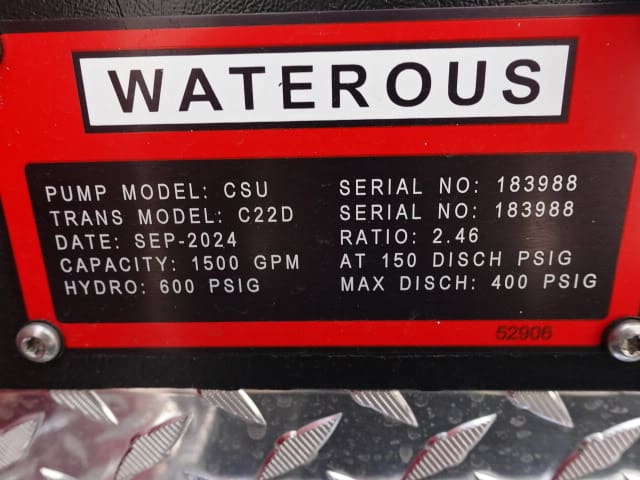 WATEROUS
PUMP MODEL: CSU SERIAL NO: 183988
TRANS MODEL: C22D SERIAL NO: 183988
DATE: SEP-2024 RATIO: 2.46
CAPACITY: 1500 GPM AT 150 DISCH PSIG
HYDRO: 600 PSIG MAX DISCH: 400 PSIG
52906